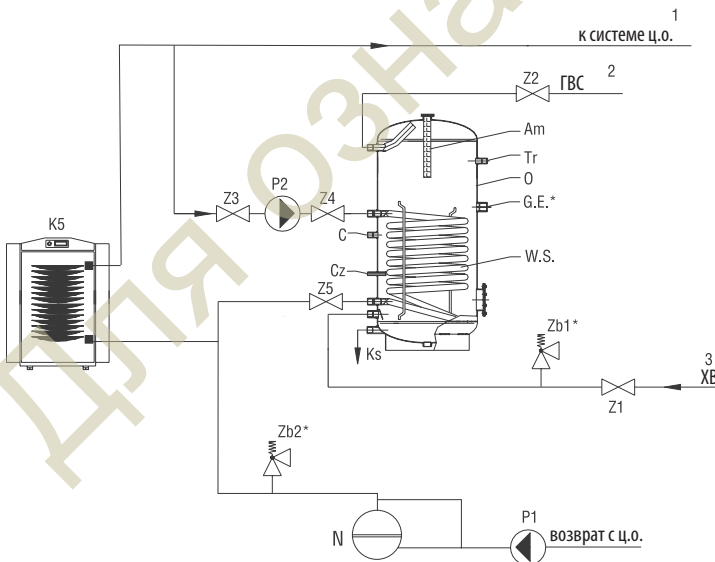 1
к системе ц.о.
Z2
ГВС
2
Am
Tr
O
G.E.*
P2
Z3
Z4
K5
C
W.S.
Cz
Z5
Ks
Zb1*
3
ХВ
Z1
Zb2*
P1
возврат с ц.о.
N
Для озна